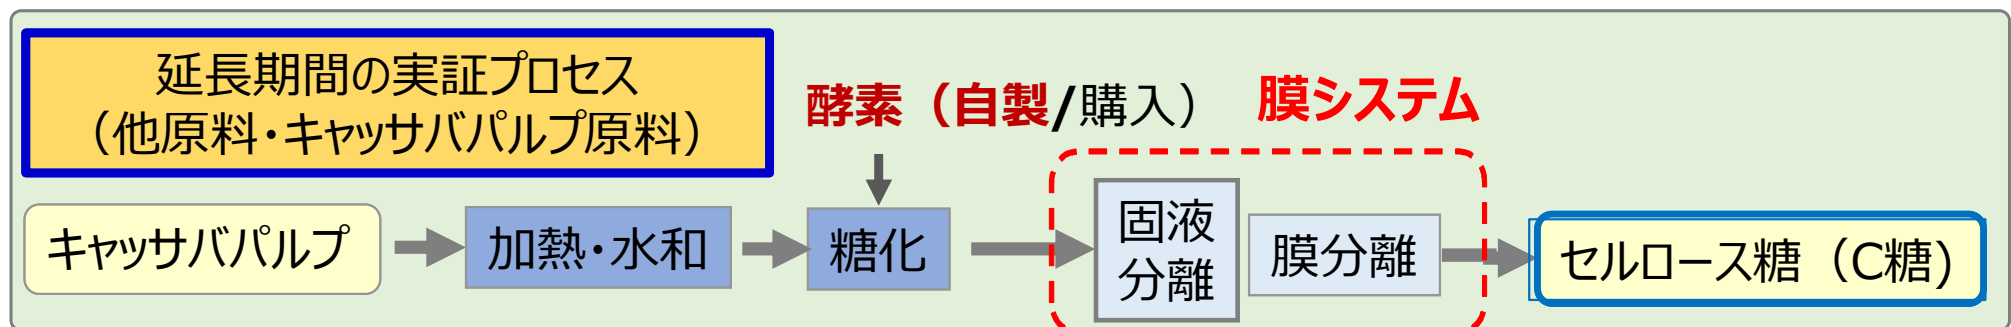 延長期間の実証プロセス
（他原料・キャッサバパルプ原料）
酵素（自製/購入）
膜システム
キャッサバパルプ
加熱・水和
糖化
固液
分離
膜分離
セルロース糖（C糖)